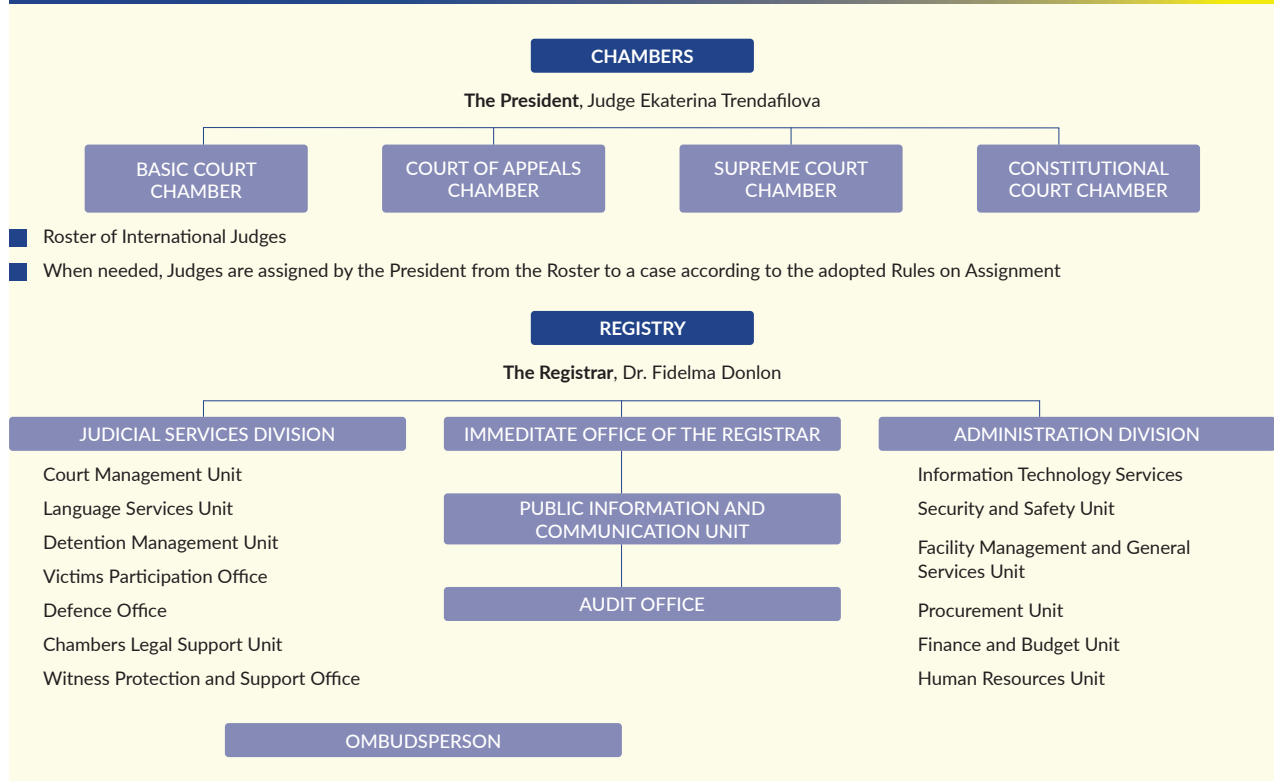 CHAMBERS
The President, Judge Ekaterina Trendafilova
BASIC COURT
CHAMBER
COURT OF APPEALS
CHAMBER
SUPREME COURT
CHAMBER
CONSTITUTIONAL
COURT CHAMBER
Roster of International Judges
When needed, Judges are assigned by the President from the Roster to a case according to the adopted Rules on Assignment
REGISTRY
The Registrar, Dr. Fidelma Donlon
JUDICIAL SERVICES DIVISION
Court Management Unit
Language Services Unit
Detention Management Unit
Victims Participation Office
Defence Office
Chambers Legal Support Unit
Witness Protection and Support Office
IMMEDITATE OFFICE OF THE REGISTRAR
PUBLIC INFORMATION AND
COMMUNICATION UNIT
AUDIT OFFICE
ADMINISTRATION DIVISION
Information Technology Services
Security and Safety Unit
Facility Management and General
Services Unit
Procurement Unit
Finance and Budget Unit
Human Resources Unit
OMBUDSPERSON